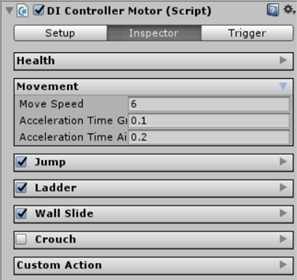 DI Controller Motor (Script)
Setup Inspector Trigger
Health
Movement
Move Speed 6
Acceleration Time Gr 0.1
Acceleration Time Ai 0.2
Jump
Ladder
Wall Slide
Crouch
Custom Action